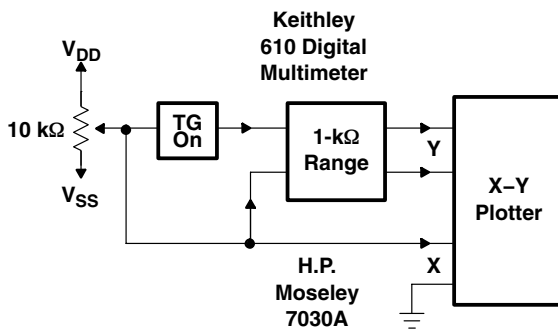 Keithley
610 Digital
Multimeter
VDD
10 kΩ
VSS
TG
On
1-kΩ
Range
Y
X
X–Y
Plotter
H.P.
Moseley
7030A